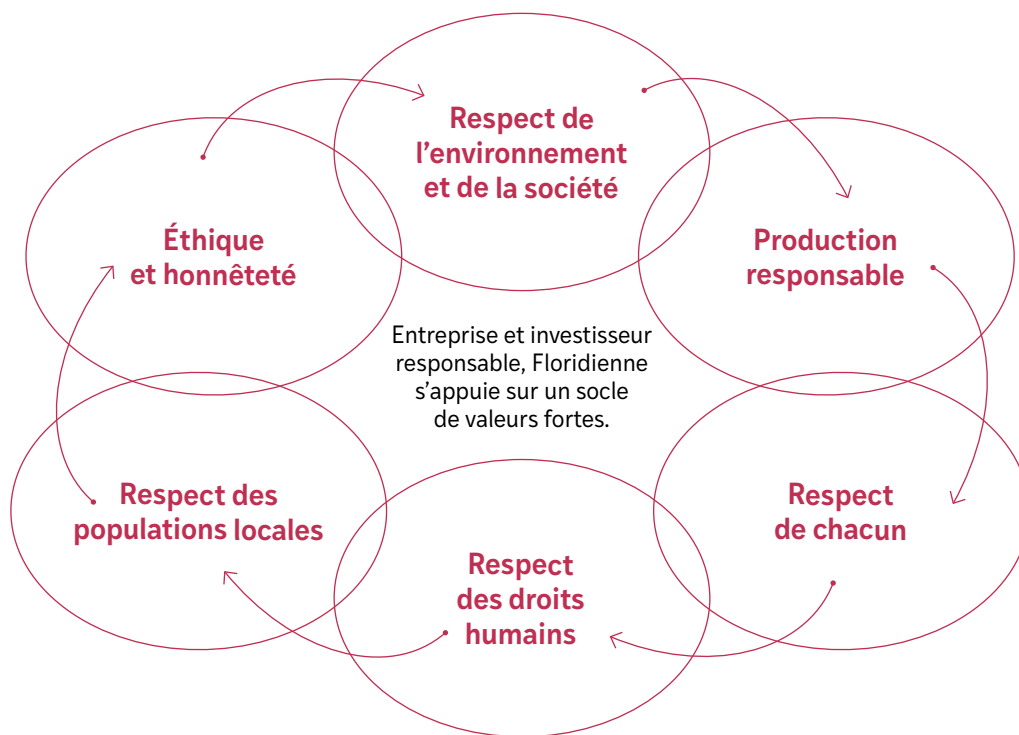 Respect de
l’environnement
et de la société
Éthique
et honnêteté
Production
responsable
Entreprise et investisseur
responsable, Floridienne
s’appuie sur un socle
de valeurs fortes.
Respect des
populations locales
Respect
de chacun
Respect
des droits
humains